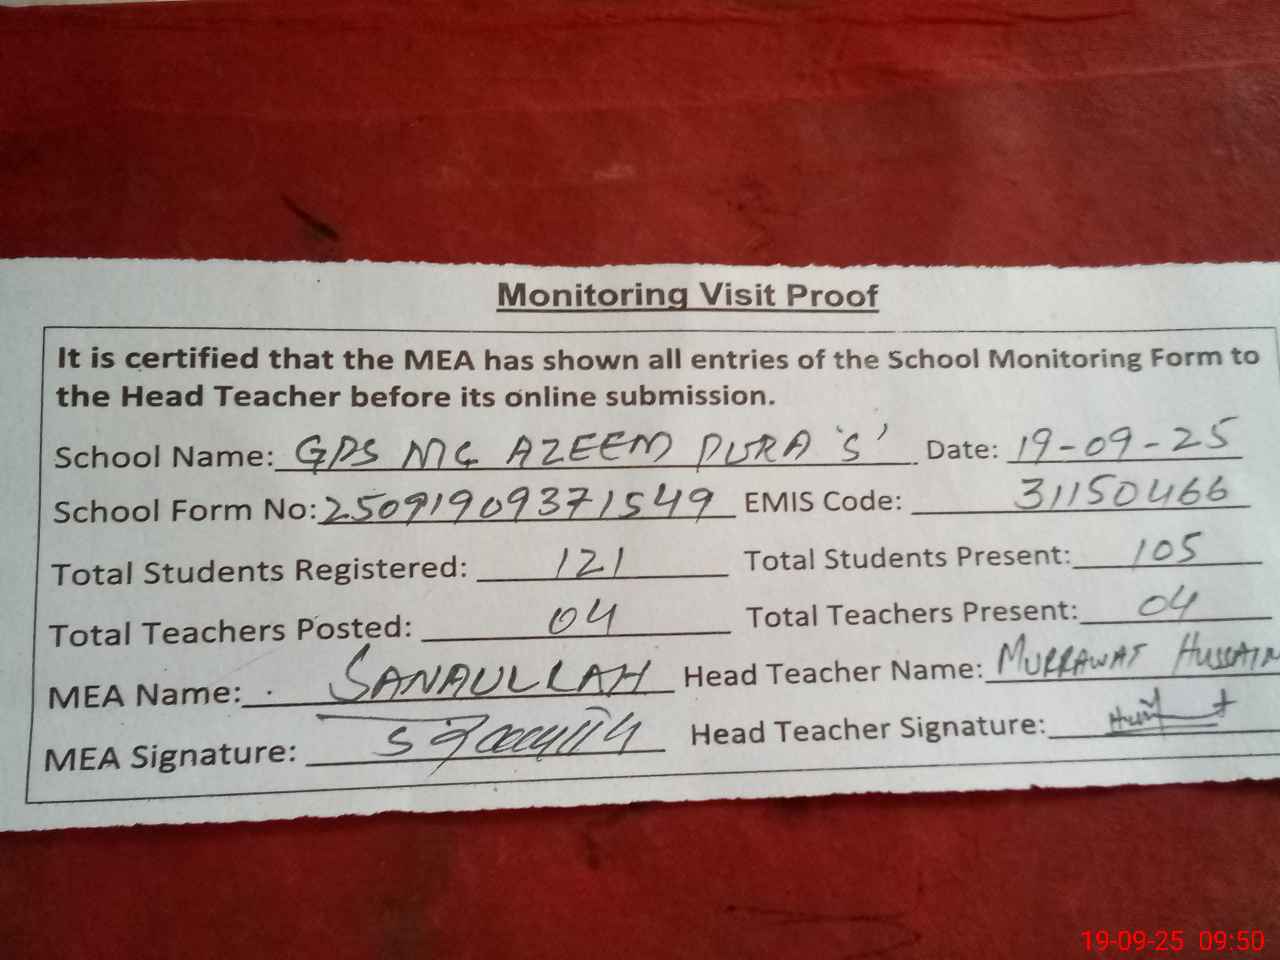 Monitoring Visit Proof
It is certified that the MEA has shown all entries of the School Monitoring Form to
the Head Teacher before its online submission.
School Name: GPS MC AZEEM PURA 'S' Date: 19-09-25
School Form No: 25091909371549 EMIS Code: 31150466
Total Students Registered: 121 Total Students Present: 105
Total Teachers Posted: 04 Total Teachers Present: 04
MEA Name: SANAULLAH Head Teacher Name: MURRAWAT HUSSAIN
MEA Signature: Head Teacher Signature:
19-09-25 09:50